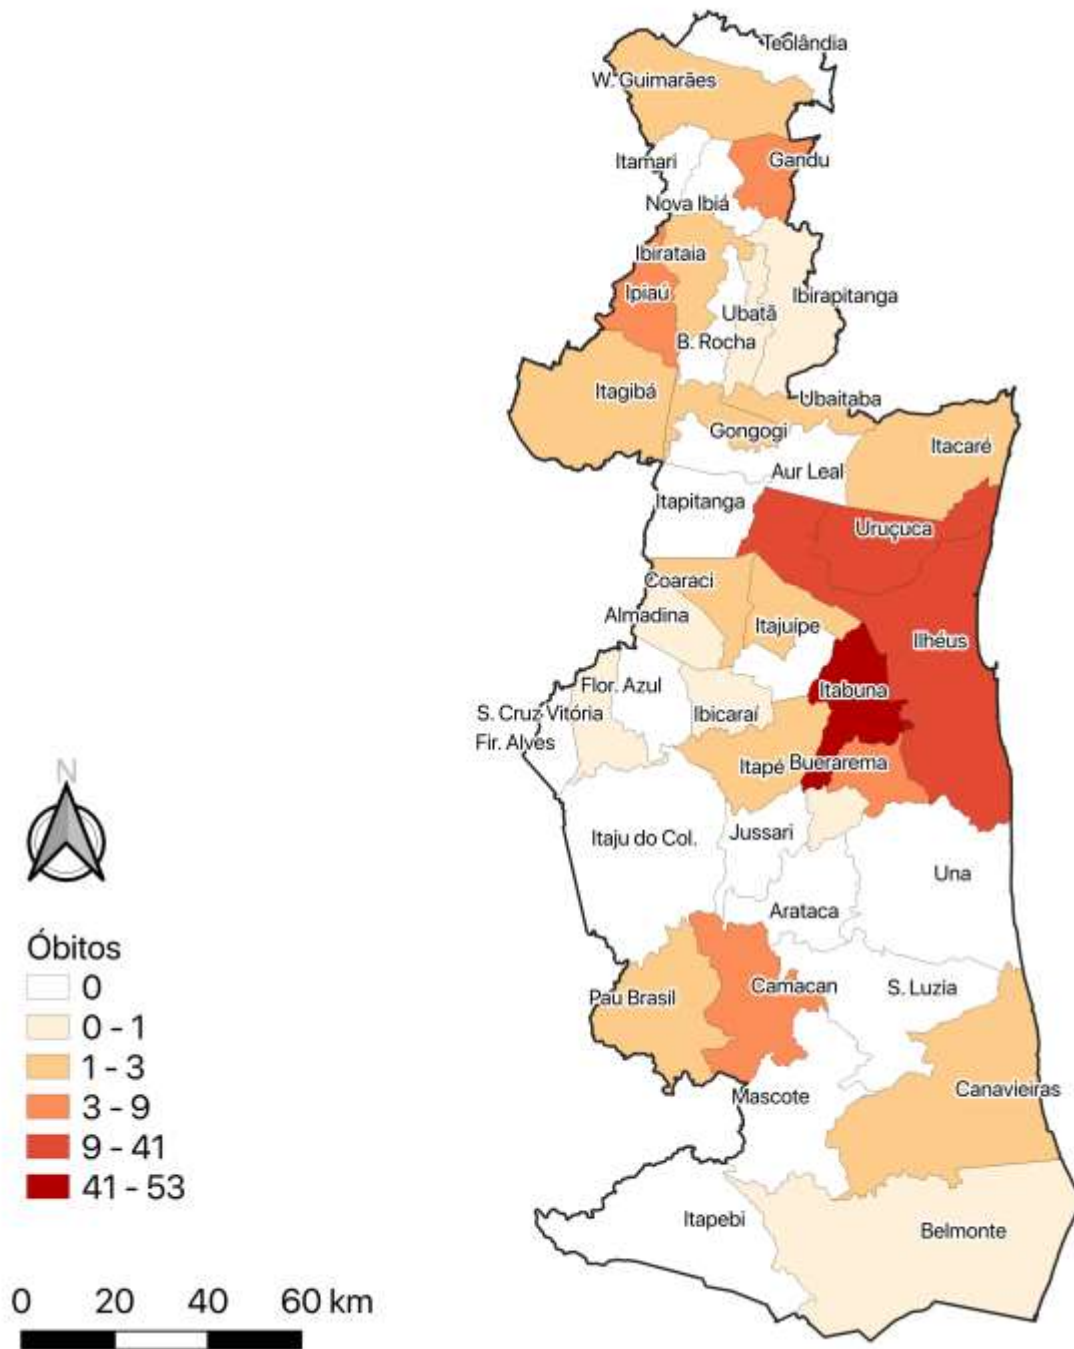 Teolândia
W. Guimarães
Itamari
Gandu
Nova Ibiá
Ibirataia
Ipiaú
Ibirapitanga
Ubatã
B. Rocha
Itagibá
Ubaitaba
Gongogi
Itacaré
Aur Leal
Itapitanga
Uruçuca
Coaraci
Almadina
Itajuipe
Ilhéus
Flor. Azul
Itabuna
S. Cruz Vitória
Ibicaraí
Fir. Alves
Itapé
Buerarema
Itaju do Col.
Jussari
Una
Arataca
Pau Brasil
Camacan
S. Luzia
Mascote
Canavieiras
Itapebi
Belmonte
N
Óbitos
0
0 - 1
1 - 3
3 - 9
9 - 41
41 - 53
0 20 40 60 km